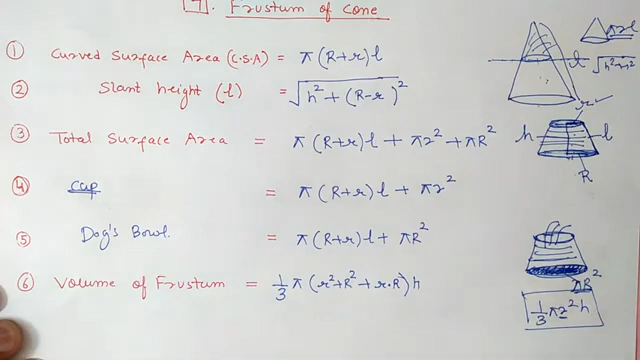 7. Frustum of Cone
① Curved Surface Area (C.S.A) = π(R+r)l
② Slant height (l) = √h²+(R-r)²
③ Total Surface Area = π(R+r)l + πr² + πR²
④ cup = π(R+r)l + πr²
⑤ Dog's Bowl. = π(R+r)l + πR²
⑥ Volume of Frustum = 1/3 π(r²+R²+r.R)h
πrl
l
√h²+r²
r
h
l
R
πR²
1/3 πr²h